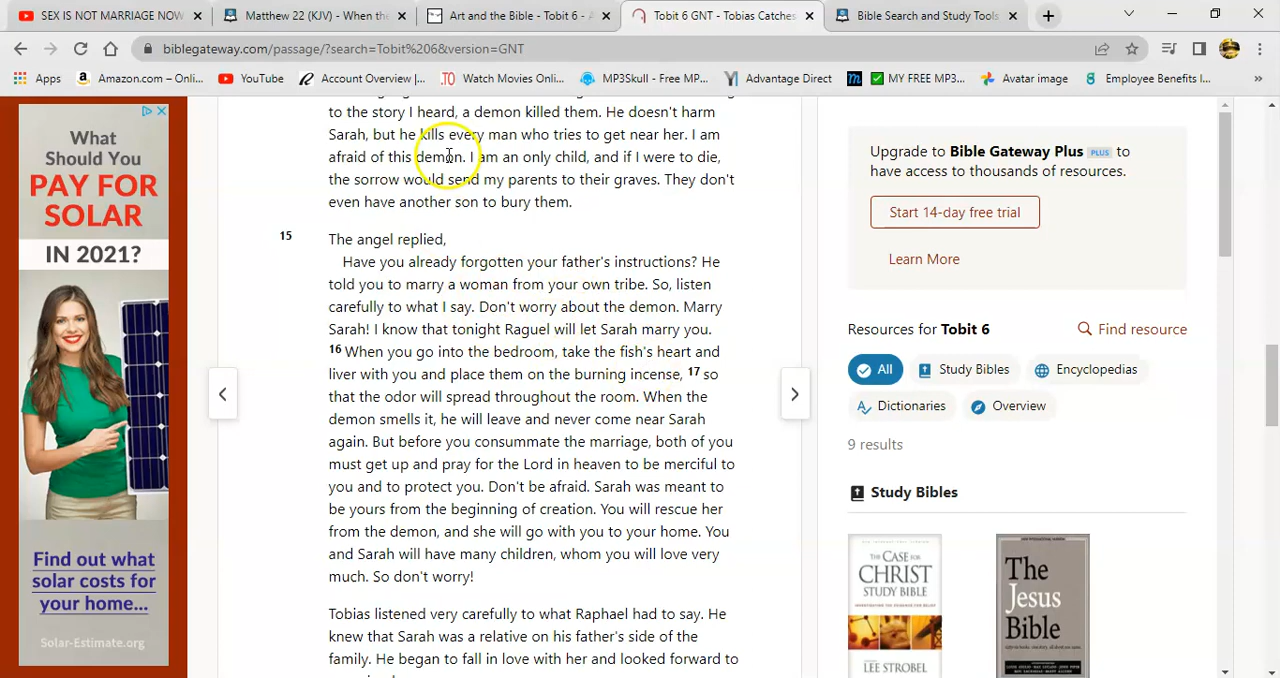 SEX IS NOT MARRIAGE NOW
Matthew 22 (KJV) - When the
Art and the Bible - Tobit 6 - A
Tobit 6 GNT - Tobias Catches
Bible Search and Study Tools
biblegateway.com/passage/?search=Tobit%206&version=GNT
Apps
Amazon.com – Onli...
YouTube
Account Overview |...
Watch Movies Onlin...
MP3Skull - Free MP...
Advantage Direct
MY FREE MP3...
Avatar image
Employee Benefits I...
What
Should You
PAY FOR
SOLAR
IN 2021?
Find out what
solar costs for
your home...
Solar-Estimate.org
to the story I heard, a demon killed them. He doesn't harm
Sarah, but he kills every man who tries to get near her. I am
afraid of this demon. I am an only child, and if I were to die,
the sorrow would send my parents to their graves. They don't
even have another son to bury them.
15 The angel replied,
Have you already forgotten your father's instructions? He
told you to marry a woman from your own tribe. So, listen
carefully to what I say. Don't worry about the demon. Marry
Sarah! I know that tonight Raguel will let Sarah marry you.
16 When you go into the bedroom, take the fish's heart and
liver with you and place them on the burning incense, 17 so
that the odor will spread throughout the room. When the
demon smells it, he will leave and never come near Sarah
again. But before you consummate the marriage, both of you
must get up and pray for the Lord in heaven to be merciful to
you and to protect you. Don't be afraid. Sarah was meant to
be yours from the beginning of creation. You will rescue her
from the demon, and she will go with you to your home. You
will have many children, whom you will love very
So don't worry!
listened very carefully to what Raphael had to say. He
knew that Sarah was a relative on his father's side of the
family. He began to fall in love with her and looked forward to
Upgrade to Bible Gateway Plus PLUS to
have access to thousands of resources.
Start 14-day free trial
Learn More
Resources for Tobit 6
Find resource
All
Study Bibles
Encyclopedias
Dictionaries
Overview
9 results
Study Bibles
THE CASE FOR
CHRIST
STUDY BIBLE
LEE STROBEL
The
Jesus
Bible